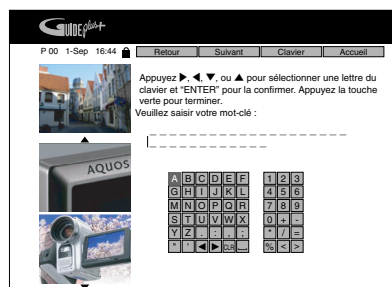 GUIDE plus+
P 00 1-Sep 16:44 Retour Suivant Clavier Accueil
Appuyez ▶, ◀, ▼, ou ▲ pour sélectionner une lettre du
clavier et "ENTER" pour la confirmer. Appuyez la touche
verte pour terminer.
Veuillez saisir votre mot-clé :
AQUOS
A B C D E F 1 2 3
G H I J K L 4 5 6
M N O P Q R 7 8 9
S T U V W X 0 + -
Y Z . : , ; * / =
" ' ◀ ▶ CLR % < >